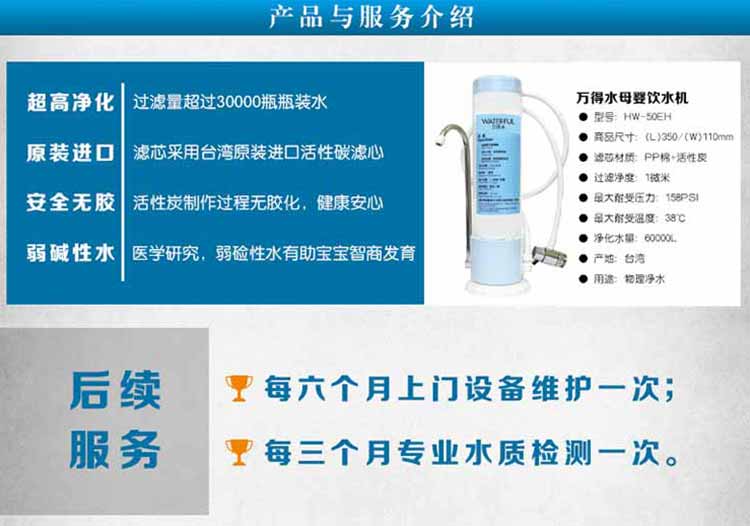 产品与服务介绍
超高净化 过滤量超过30000瓶瓶装水
原装进口 滤芯采用台湾原装进口活性碳滤心
安全无胶 活性炭制作过程无胶化，健康安心
弱碱性水 医学研究，弱硷性水有助宝宝智商发育
WATERFUL
万得水母婴饮水机
● 型号：HW-50EH
● 商品尺寸：(L)350/(W)110mm
● 滤芯材质：PP棉+活性炭
● 过滤净度：1微米
● 最大耐受压力：158PSI
● 最大耐受温度：38℃
● 净化水量：60000L
● 产地：台湾
● 用途：物理净水
后续
服务
每六个月上门设备维护一次；
每三个月专业水质检测一次。